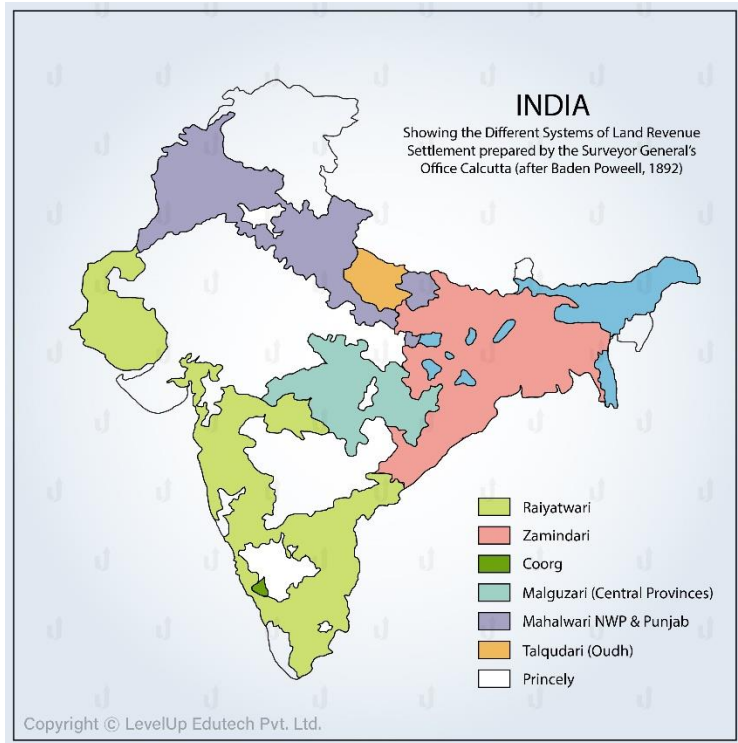 INDIA
Showing the Different Systems of Land Revenue
Settlement prepared by the Surveyor General's
Office Calcutta (after Baden Poweell, 1892)
Raiyatwari
Zamindari
Coorg
Malguzari (Central Provinces)
Mahalwari NWP & Punjab
Talqudari (Oudh)
Princely
Copyright © LevelUp Edutech Pvt. Ltd.